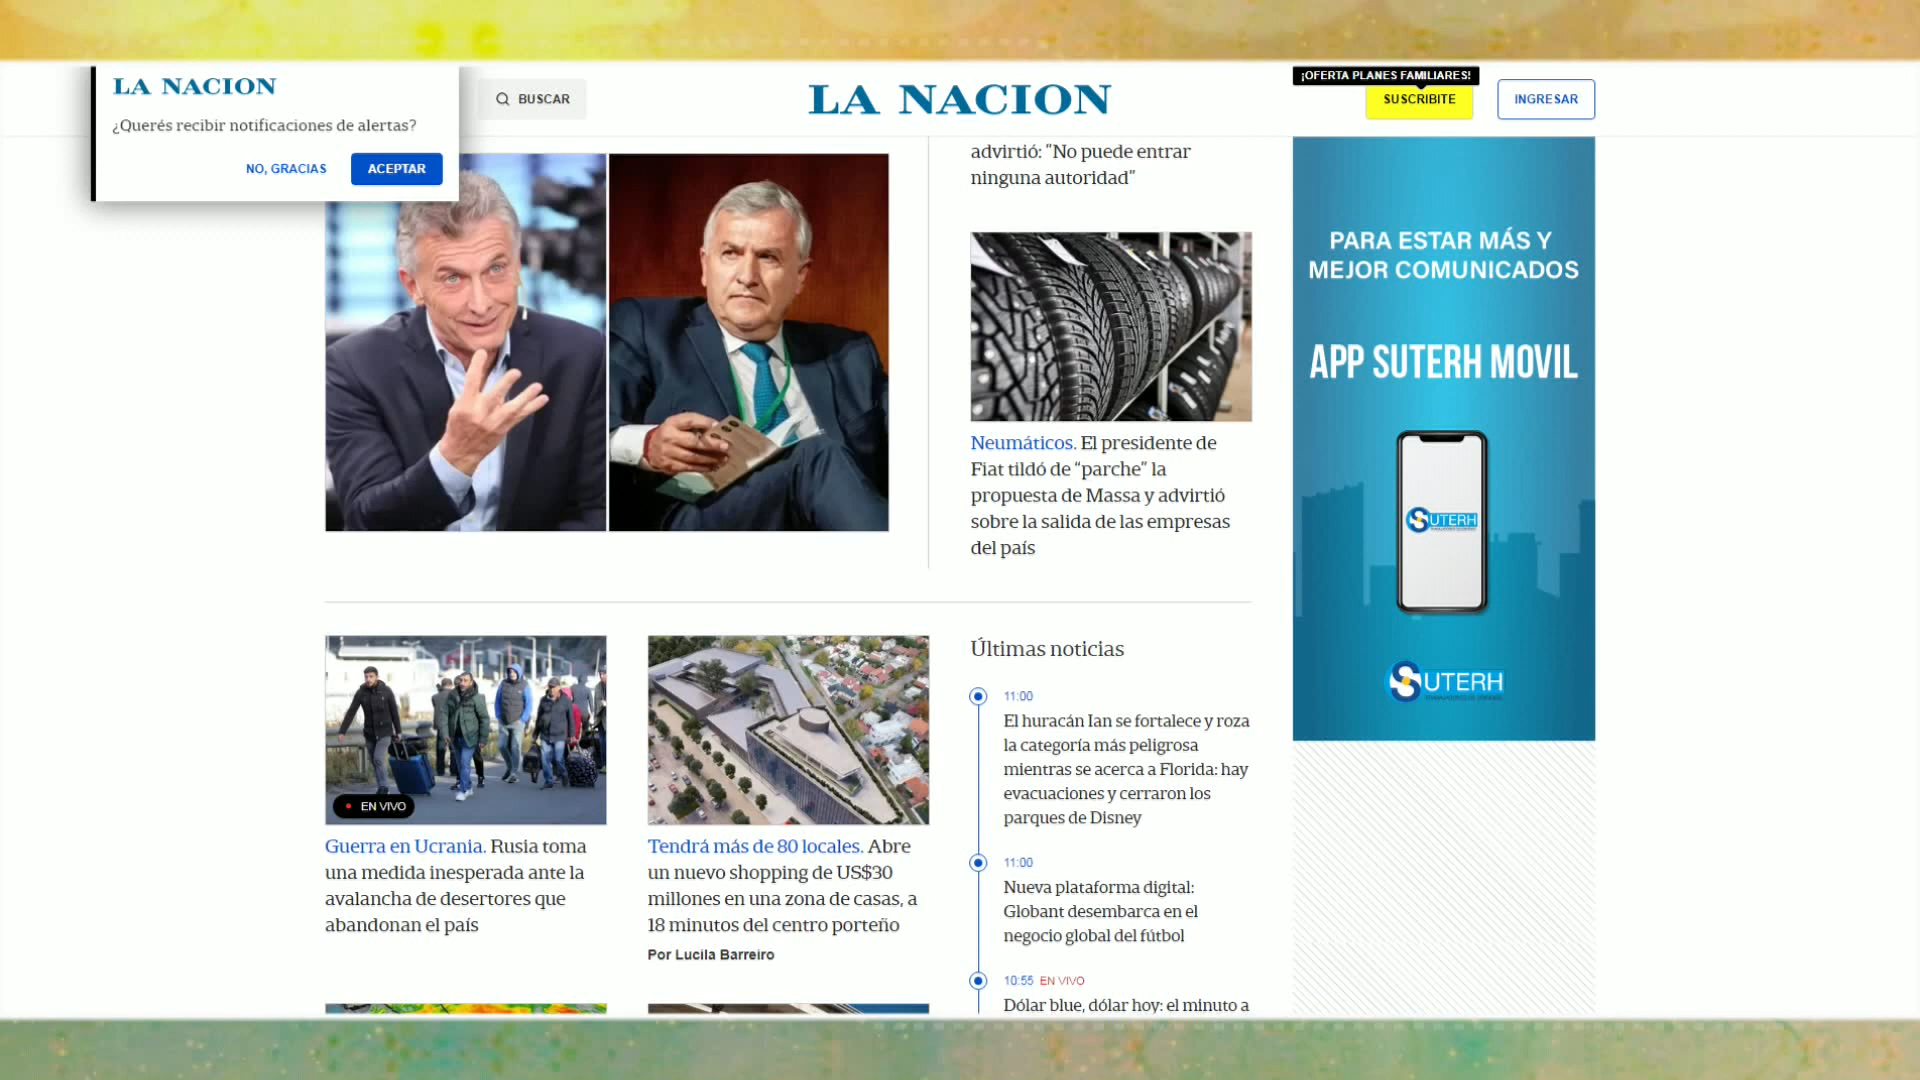 LA NACION
¿Querés recibir notificaciones de alertas?
NO, GRACIAS
ACEPTAR
BUSCAR
LA NACION
¡OFERTA PLANES FAMILIARES!
SUSCRIBITE
INGRESAR
advirtió: “No puede entrar
ninguna autoridad”
Neumáticos. El presidente de
Fiat tildó de “parche” la
propuesta de Massa y advirtió
sobre la salida de las empresas
del país
PARA ESTAR MÁS Y
MEJOR COMUNICADOS
APP SUTERH MOVIL
SUTERH
SUTERH
EN VIVO
Guerra en Ucrania. Rusia toma
una medida inesperada ante la
avalancha de desertores que
abandonan el país
Tendrá más de 80 locales. Abre
un nuevo shopping de US$30
millones en una zona de casas, a
18 minutos del centro porteño
Por Lucila Barreiro
Últimas noticias
11:00
El huracán Ian se fortalece y roza
la categoría más peligrosa
mientras se acerca a Florida: hay
evacuaciones y cerraron los
parques de Disney
11:00
Nueva plataforma digital:
Globant desembarca en el
negocio global del fútbol
10:55 EN VIVO
Dólar blue, dólar hoy: el minuto a